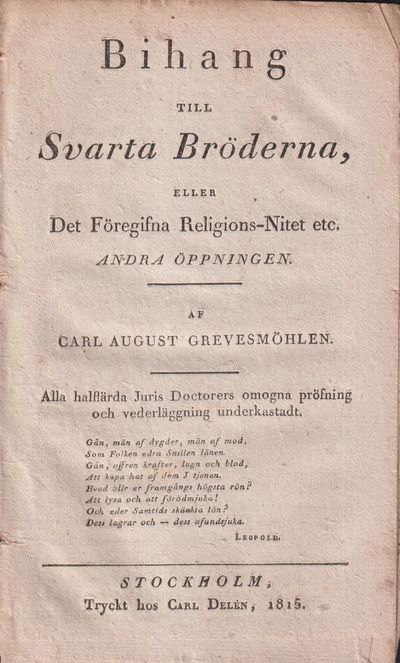 Bihang
TILL
Svarta Bröderna,
ELLER
Det Föregifna Religions-Nitet etc.
ANDRA ÖPPNINGEN.
AF
CARL AUGUST GREVESMÖHLEN.
Alla halflärda Juris Doctorers omogna pröfning
och vederläggning underkastadt.
Gån, män af dygder, män af mod,
Som Folken edra Snillen lånen.
Gån, offren krafter, lugn och blod,
Att köpa hat af dem I tjenen.
Hvad blir er framgångs högsta rön?
Att lysa och att förödmjuka!
Och eder Samtids skänkta lön?
Dess lagrar och — dess afundsjuka.
LEOPOLD.
STOCKHOLM,
Tryckt hos CARL DELÉN, 1815.